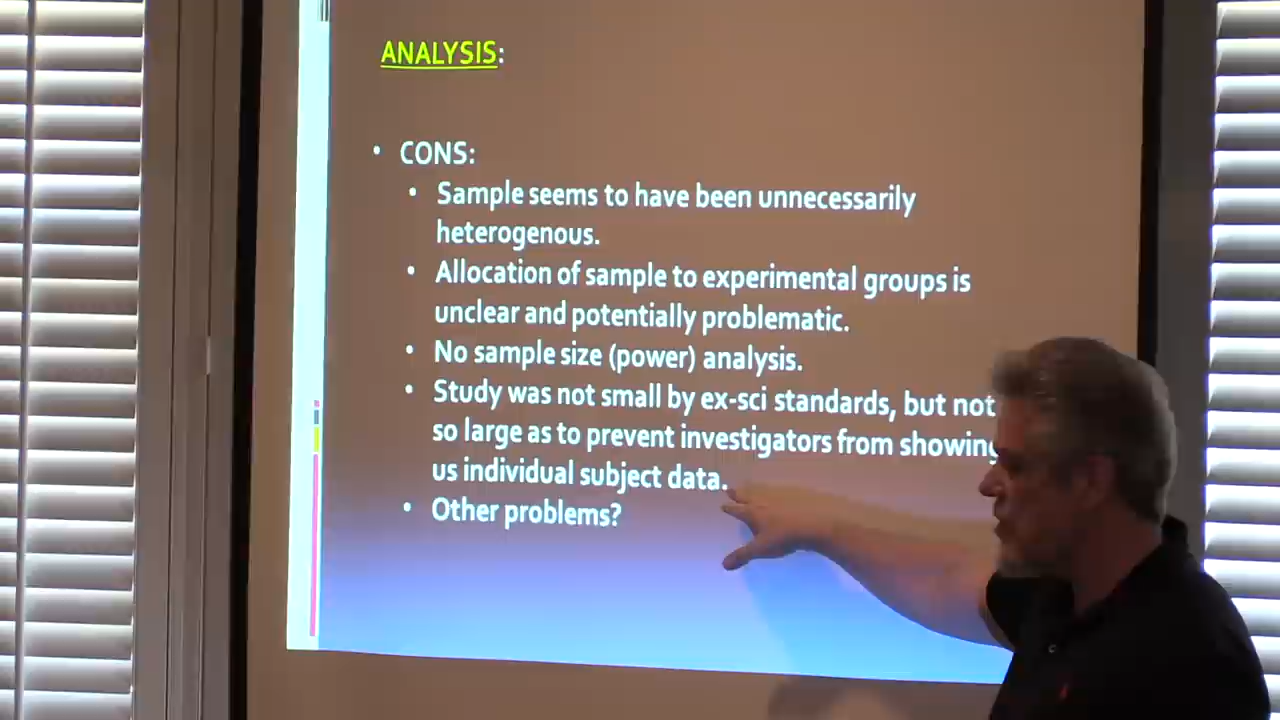 ANALYSIS:
• CONS:
• Sample seems to have been unnecessarily
heterogenous.
• Allocation of sample to experimental groups is
unclear and potentially problematic.
• No sample size (power) analysis.
• Study was not small by ex-sci standards, but not
so large as to prevent investigators from showing
us individual subject data.
• Other problems?